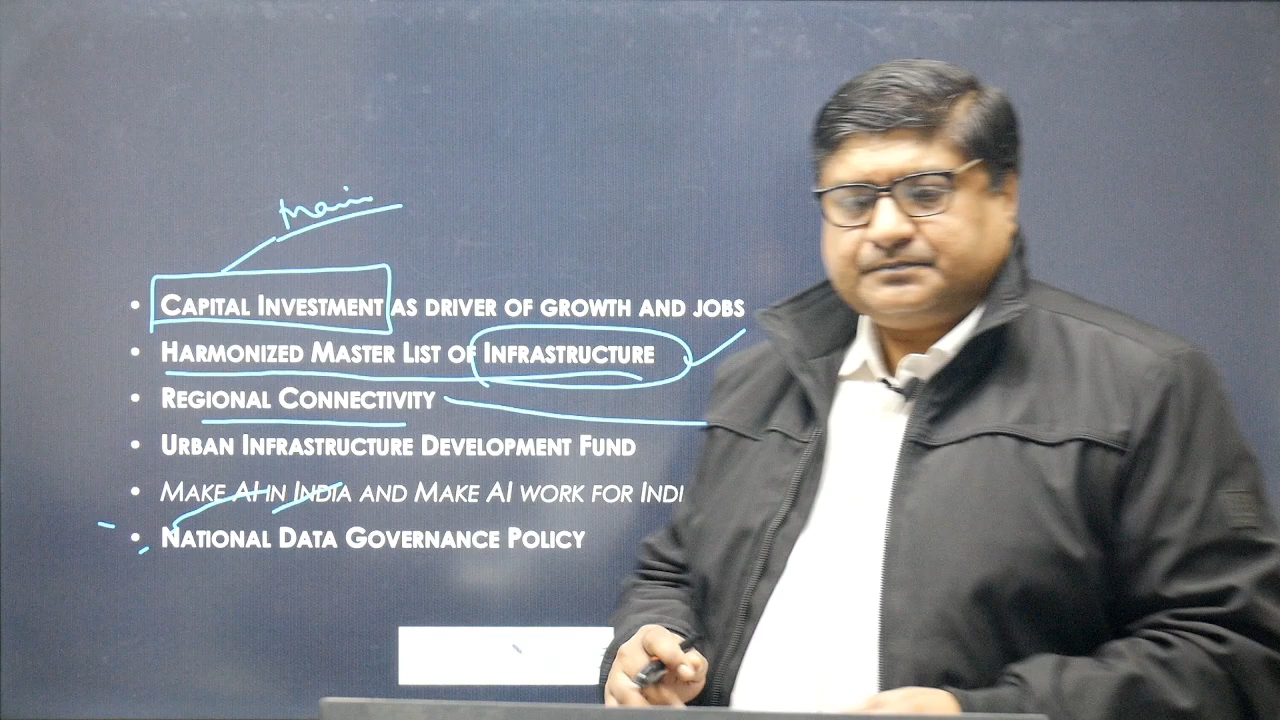 Main
• Capital Investment as driver of growth and jobs
• Harmonized Master List of Infrastructure
• Regional Connectivity
• Urban Infrastructure Development Fund
• Make AI in India and Make AI work for Indi
• National Data Governance Policy